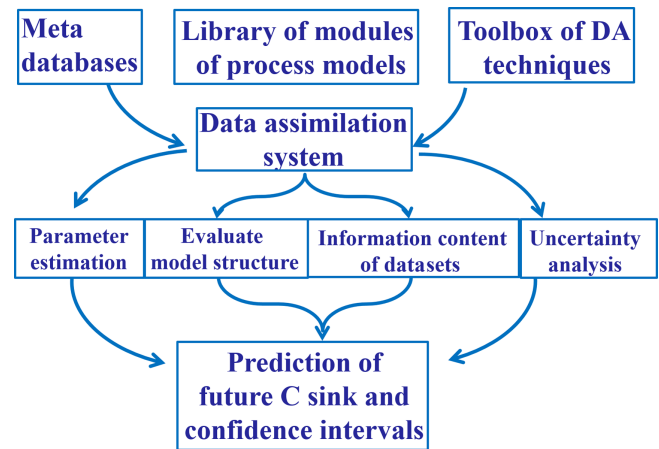 Meta
databases
Library of modules
of process models
Toolbox of DA
techniques
Data assimilation
system
Parameter
estimation
Evaluate
model structure
Information content
of datasets
Uncertainty
analysis
Prediction of
future C sink and
confidence intervals